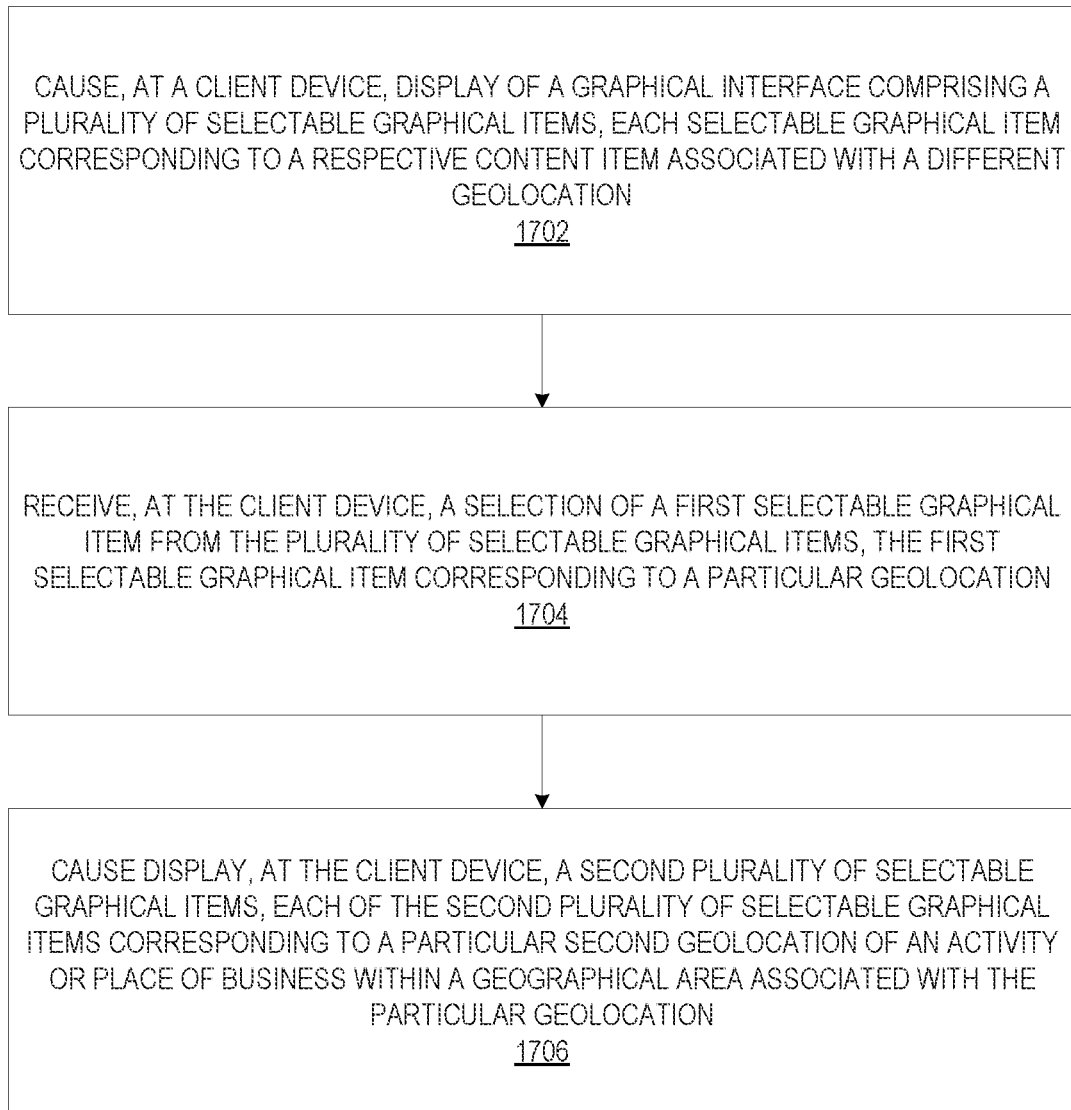 CAUSE, AT A CLIENT DEVICE, DISPLAY OF A GRAPHICAL INTERFACE COMPRISING A
PLURALITY OF SELECTABLE GRAPHICAL ITEMS, EACH SELECTABLE GRAPHICAL ITEM
CORRESPONDING TO A RESPECTIVE CONTENT ITEM ASSOCIATED WITH A DIFFERENT
GEOLOCATION
1702
RECEIVE, AT THE CLIENT DEVICE, A SELECTION OF A FIRST SELECTABLE GRAPHICAL
ITEM FROM THE PLURALITY OF SELECTABLE GRAPHICAL ITEMS, THE FIRST
SELECTABLE GRAPHICAL ITEM CORRESPONDING TO A PARTICULAR GEOLOCATION
1704
CAUSE DISPLAY, AT THE CLIENT DEVICE, A SECOND PLURALITY OF SELECTABLE
GRAPHICAL ITEMS, EACH OF THE SECOND PLURALITY OF SELECTABLE GRAPHICAL
ITEMS CORRESPONDING TO A PARTICULAR SECOND GEOLOCATION OF AN ACTIVITY
OR PLACE OF BUSINESS WITHIN A GEOGRAPHICAL AREA ASSOCIATED WITH THE
PARTICULAR GEOLOCATION
1706